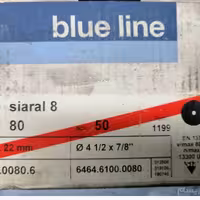 blue line
siaral 8
80 50 1199
22 mm Ø 4 1/2 x 7/8"
.0080.6 6464.6100.0080